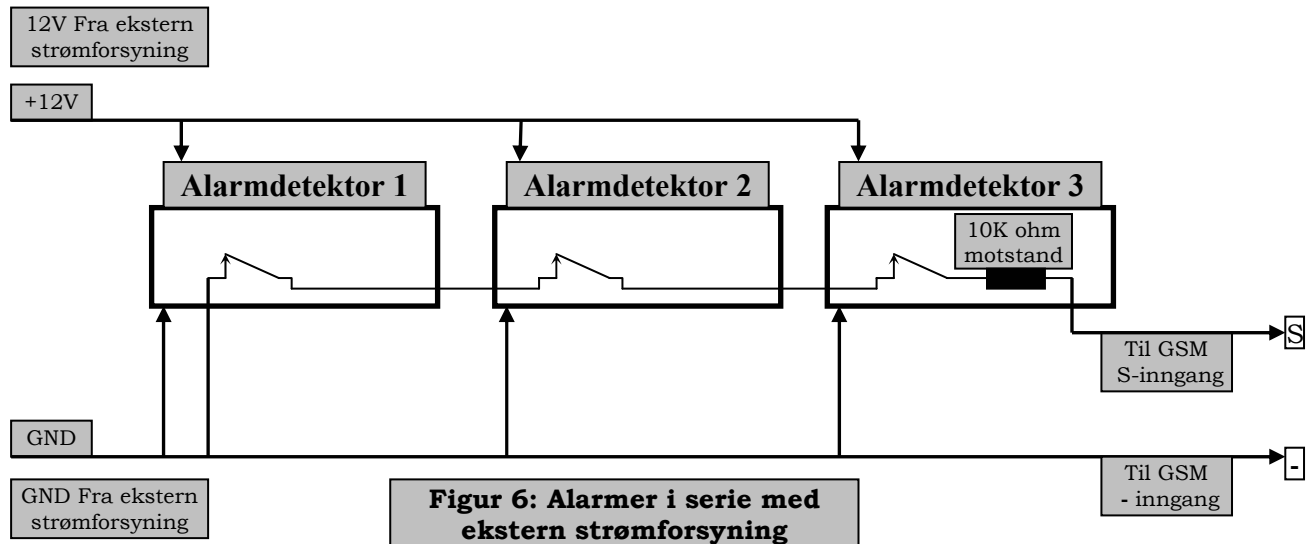 12V Fra ekstern
strømforsyning
+12V
Alarmdetektor 1
Alarmdetektor 2
Alarmdetektor 3
10K ohm
motstand
S
Til GSM
S-inngang
GND
-
Til GSM
- inngang
GND Fra ekstern
strømforsyning
Figur 6: Alarmer i serie med
ekstern strømforsyning